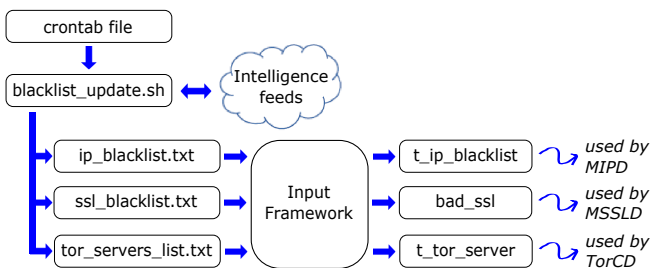 crontab file
blacklist_update.sh
Intelligence
feeds
ip_blacklist.txt
t_ip_blacklist
used by
MIPD
ssl_blacklist.txt
Input
Framework
bad_ssl
used by
MSSLD
tor_servers_list.txt
t_tor_server
used by
TorCD